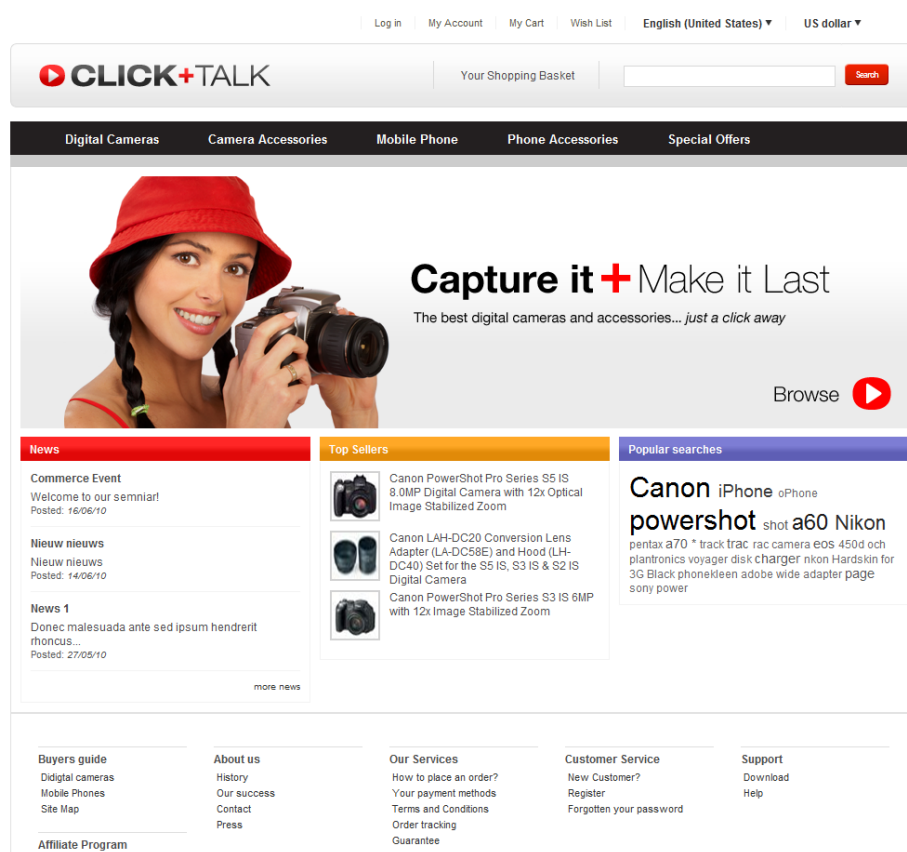 Log in My Account My Cart Wish List English (United States) ▼ US dollar ▼
CLICK+TALK
Your Shopping Basket
Search
Digital Cameras Camera Accessories Mobile Phone Phone Accessories Special Offers
Capture it + Make it Last
The best digital cameras and accessories... just a click away
Browse
News
Commerce Event
Welcome to our semniar!
Posted: 16/06/10
Nieuw nieuws
Nieuw nieuws
Posted: 14/06/10
News 1
Donec malesuada ante sed ipsum hendrerit
rhoncus...
Posted: 27/05/10
more news
Top Sellers
Canon PowerShot Pro Series S5 IS
8.0MP Digital Camera with 12x Optical
Image Stabilized Zoom
Canon LAH-DC20 Conversion Lens
Adapter (LA-DC58E) and Hood (LH-
DC40) Set for the S5 IS, S3 IS & S2 IS
Digital Camera
Canon PowerShot Pro Series S3 IS 6MP
with 12x Image Stabilized Zoom
Popular searches
Canon iPhone oPhone
powershot shot a60 Nikon
pentax a70 * track trac rac camera eos 450d och
plantronics voyager disk charger nkon Hardskin for
3G Black phonekleen adobe wide adapter page
sony power
Buyers guide
Didigtal cameras
Mobile Phones
Site Map
Affiliate Program
About us
History
Our success
Contact
Press
Our Services
How to place an order?
Your payment methods
Terms and Conditions
Order tracking
Guarantee
Customer Service
New Customer?
Register
Forgotten your password
Support
Download
Help